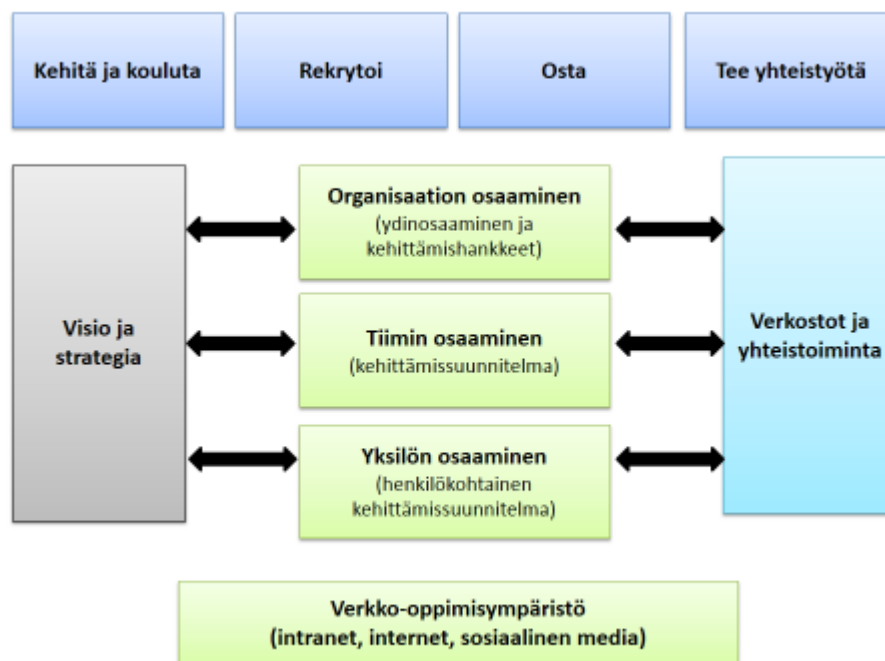 Kehitä ja kouluta
Rekrytoi
Osta
Tee yhteistyötä
Visio ja
strategia
Organisaation osaaminen
(ydinosaaminen ja
kehittämishankkeet)
Tiimin osaaminen
(kehittämissuunnitelma)
Yksilön osaaminen
(henkilökohtainen
kehittämissuunnitelma)
Verkostot ja
yhteistoiminta
Verkko-oppimisympäristö
(intranet, internet, sosiaalinen media)